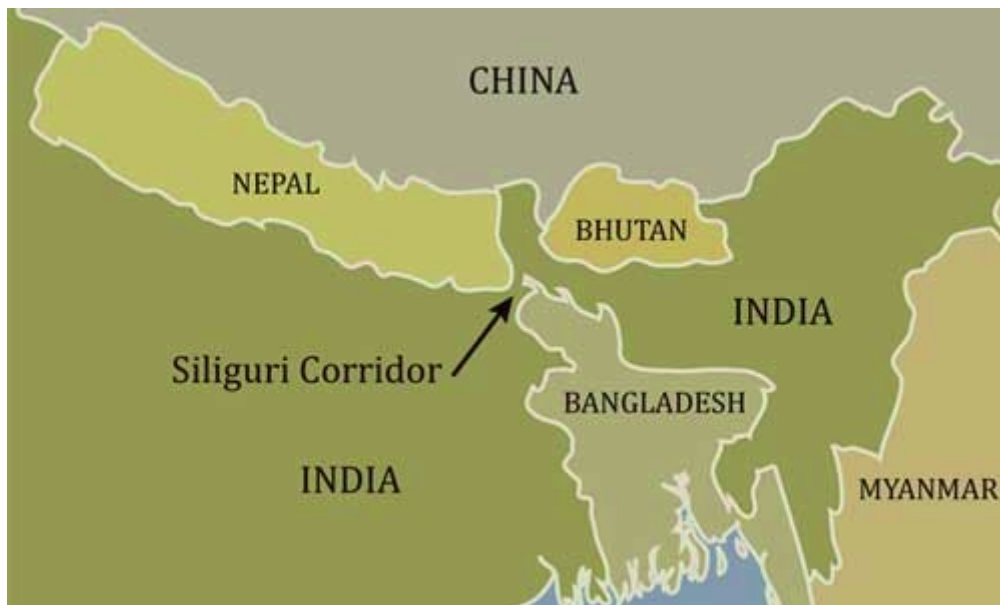 CHINA
NEPAL
BHUTAN
INDIA
Siliguri Corridor
BANGLADESH
INDIA
MYANMAR